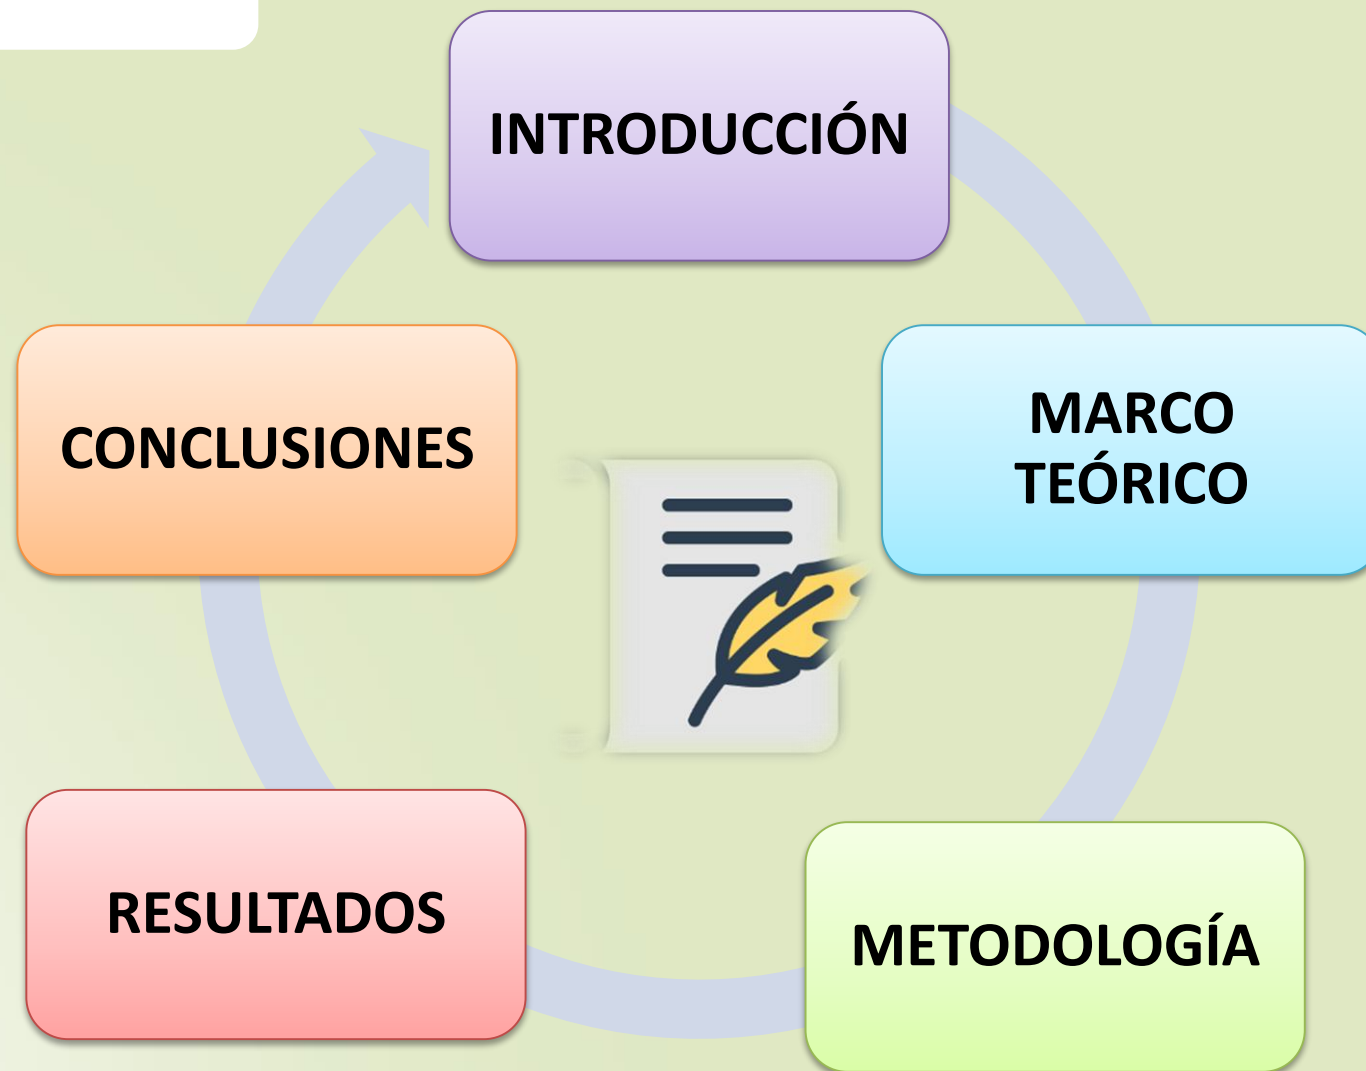 INTRODUCCIÓN
MARCO
TEÓRICO
METODOLOGÍA
RESULTADOS
CONCLUSIONES